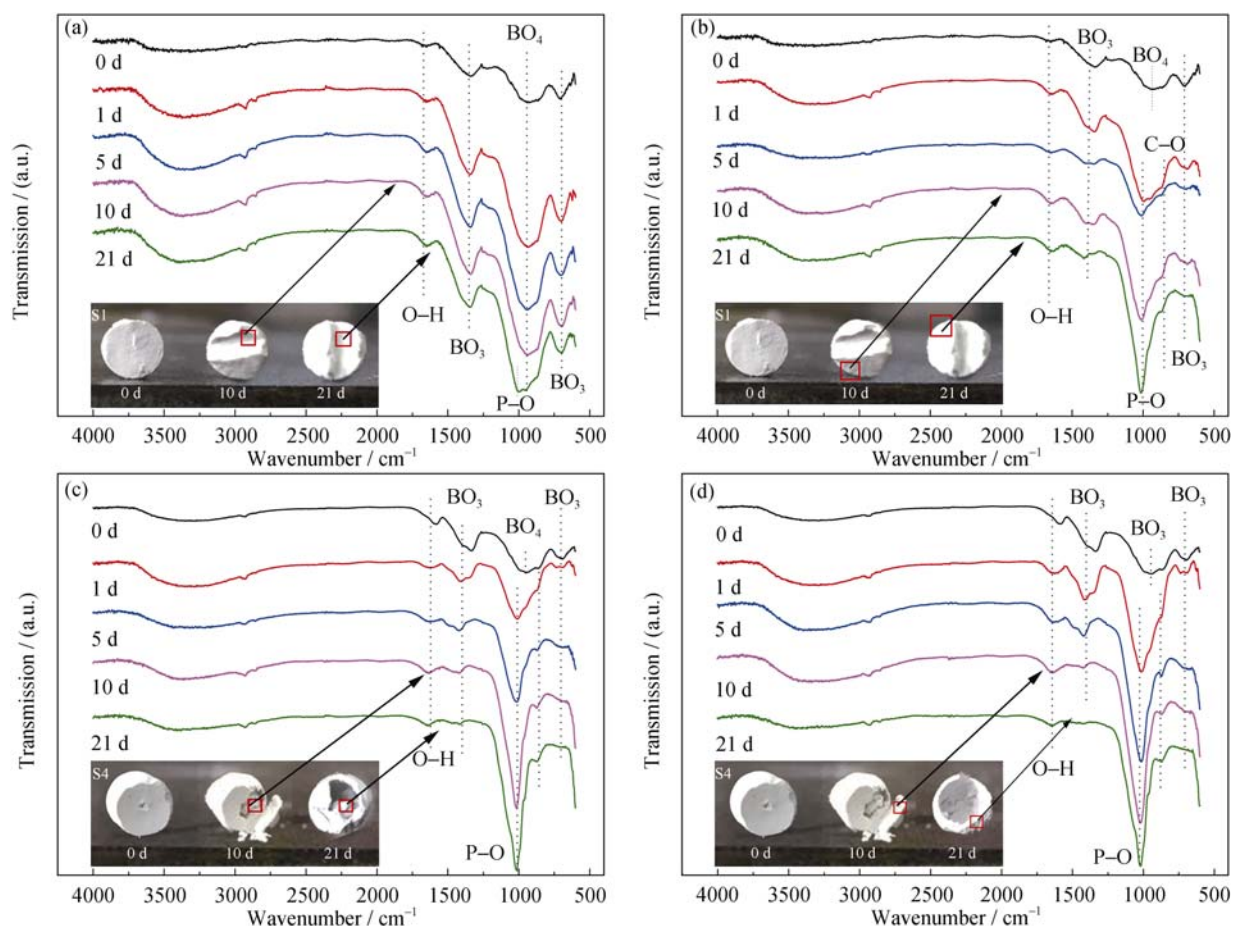 (a)
BO₄
0 d
1 d
5 d
10 d
21 d
O–H
BO₃
BO₃
P–O
S1
0 d
10 d
21 d
Transmission / (a.u.)
4000 3500 3000 2500 2000 1500 1000 500
Wavenumber / cm⁻¹
(b)
BO₃
BO₄
0 d
1 d
C–O
5 d
10 d
21 d
O–H
BO₃
P–O
S1
0 d
10 d
21 d
Transmission / (a.u.)
4000 3500 3000 2500 2000 1500 1000 500
Wavenumber / cm⁻¹
(c)
BO₃
BO₃
BO₄
0 d
1 d
5 d
10 d
21 d
O–H
P–O
S4
0 d
10 d
21 d
Transmission / (a.u.)
4000 3500 3000 2500 2000 1500 1000 500
Wavenumber / cm⁻¹
(d)
BO₃
BO₃
BO₃
0 d
1 d
5 d
10 d
21 d
O–H
P–O
S4
0 d
10 d
21 d
Transmission / (a.u.)
4000 3500 3000 2500 2000 1500 1000 500
Wavenumber / cm⁻¹